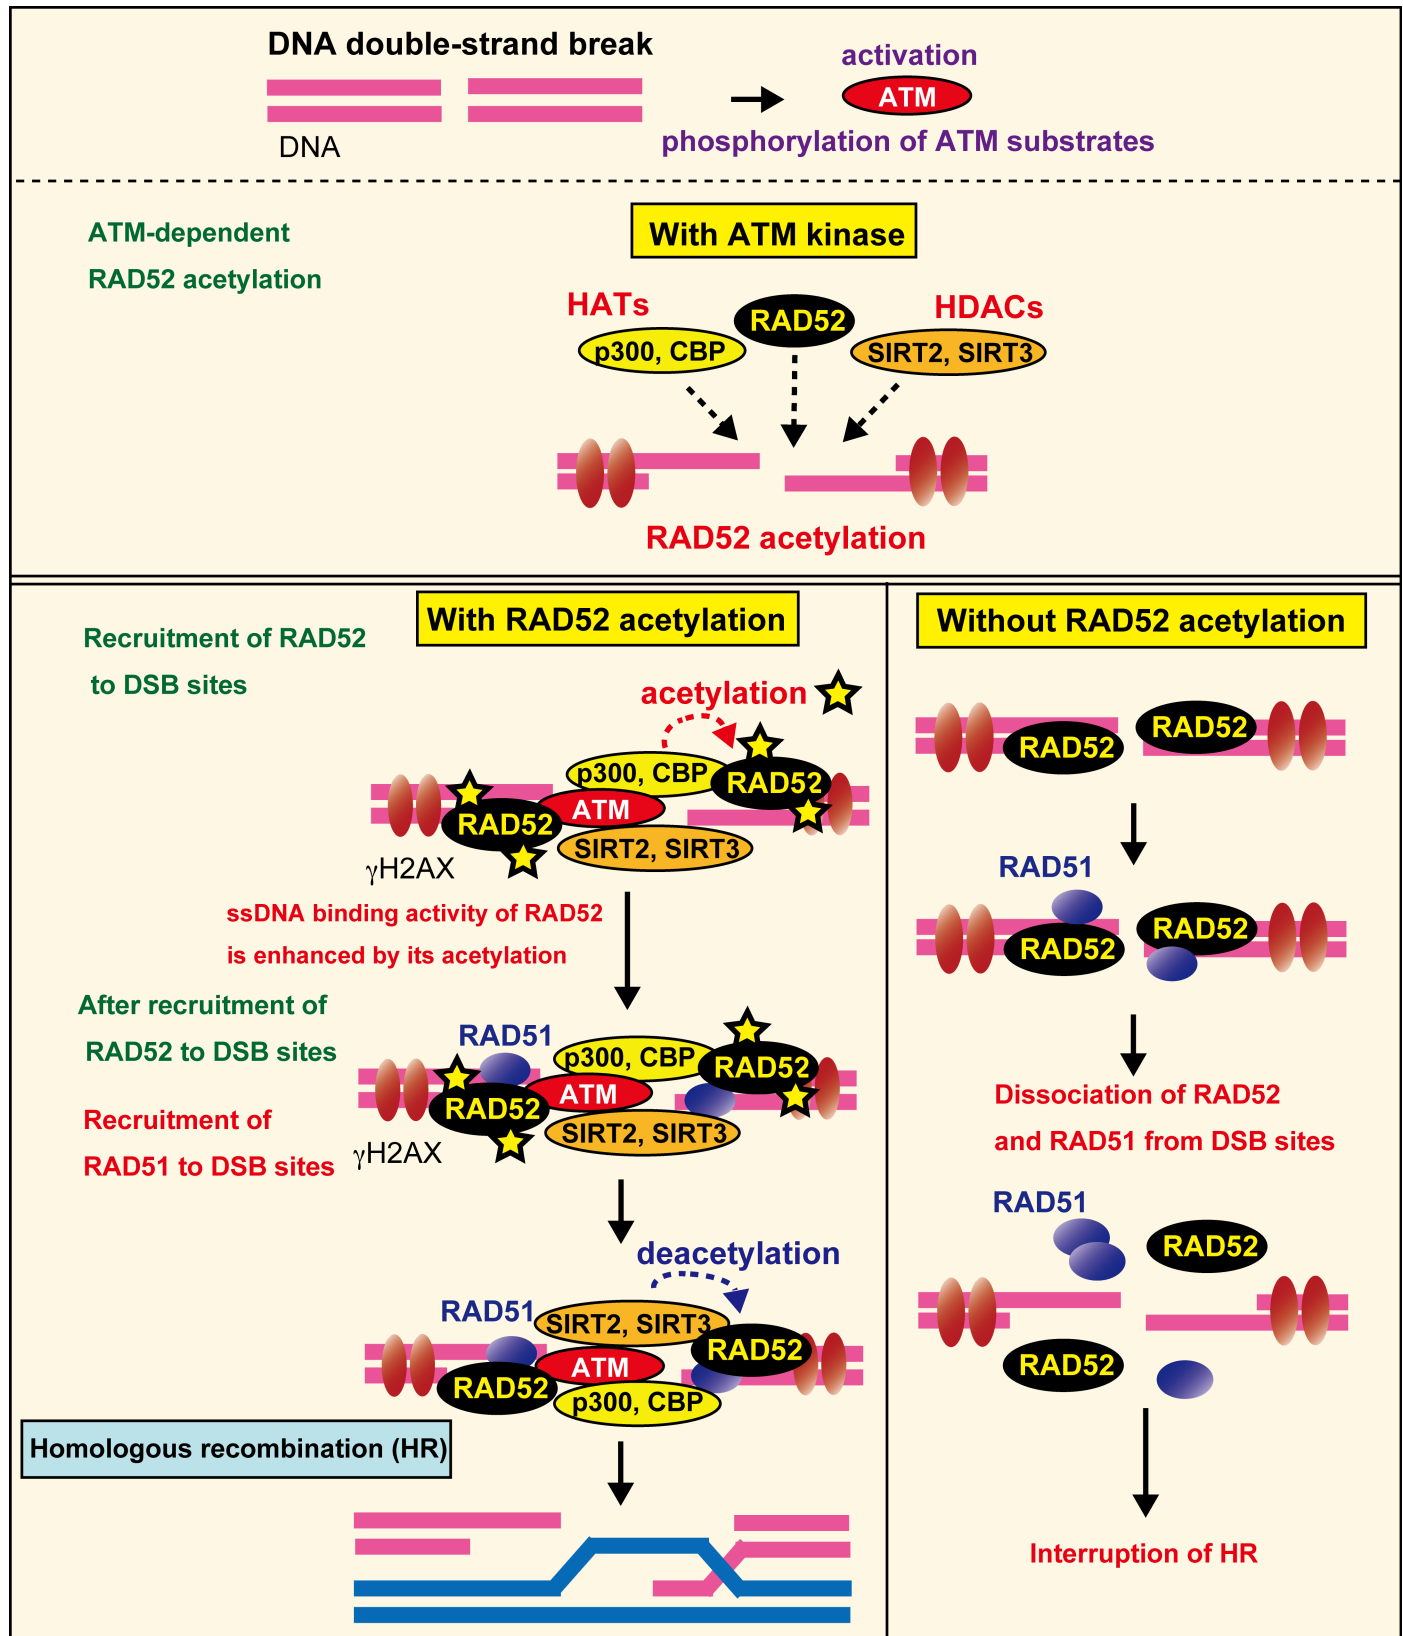 DNA double-strand break
activation
ATM
DNA
phosphorylation of ATM substrates
ATM-dependent
RAD52 acetylation
With ATM kinase
HATs
RAD52
HDACs
p300, CBP
SIRT2, SIRT3
RAD52 acetylation
With RAD52 acetylation
Recruitment of RAD52
to DSB sites
acetylation
p300, CBP
RAD52
ATM
RAD52
SIRT2, SIRT3
γH2AX
ssDNA binding activity of RAD52
is enhanced by its acetylation
After recruitment of
RAD52 to DSB sites
RAD51
p300, CBP
RAD52
ATM
RAD52
SIRT2, SIRT3
Recruitment of
RAD51 to DSB sites
γH2AX
deacetylation
RAD51
SIRT2, SIRT3
RAD52
ATM
RAD52
p300, CBP
Homologous recombination (HR)
Without RAD52 acetylation
RAD52
RAD52
RAD51
RAD52
RAD52
Dissociation of RAD52
and RAD51 from DSB sites
RAD51
RAD52
RAD52
Interruption of HR